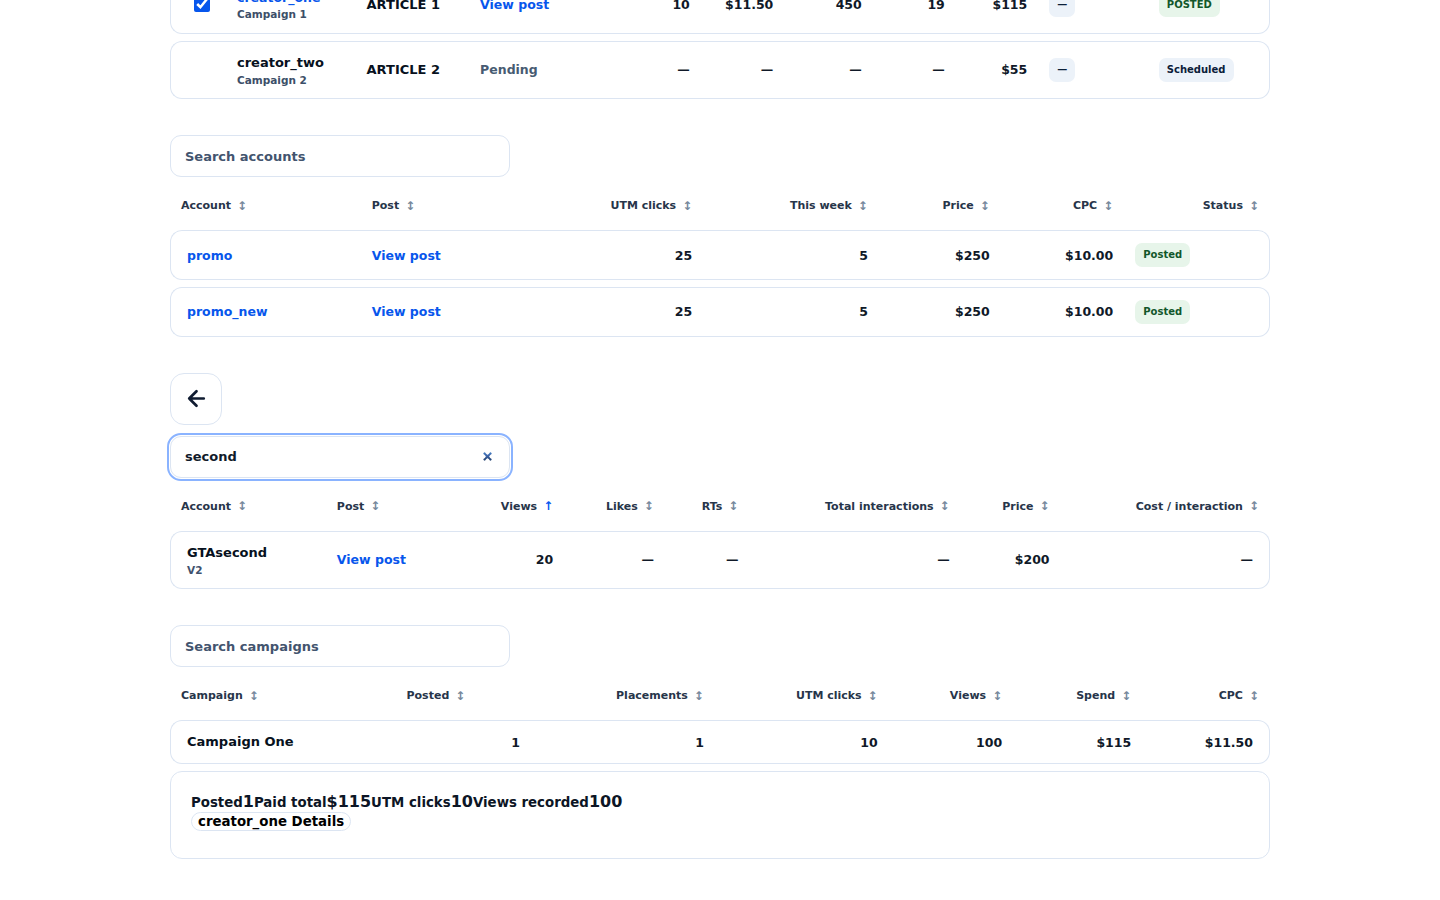 creator_one ARTICLE 1 View post 10 $11.50 450 19 $115 — POSTED
Campaign 1
creator_two ARTICLE 2 Pending — — — — $55 — Scheduled
Campaign 2
Search accounts
Account ↕ Post ↕ UTM clicks ↕ This week ↕ Price ↕ CPC ↕ Status ↕
promo View post 25 5 $250 $10.00 Posted
promo_new View post 25 5 $250 $10.00 Posted
second ×
Account ↕ Post ↕ Views ↑ Likes ↕ RTs ↕ Total interactions ↕ Price ↕ Cost / interaction ↕
GTAsecond View post 20 — — — $200 —
V2
Search campaigns
Campaign ↕ Posted ↕ Placements ↕ UTM clicks ↕ Views ↕ Spend ↕ CPC ↕
Campaign One 1 1 10 100 $115 $11.50
Posted1Paid total$115UTM clicks10Views recorded100
creator_one Details